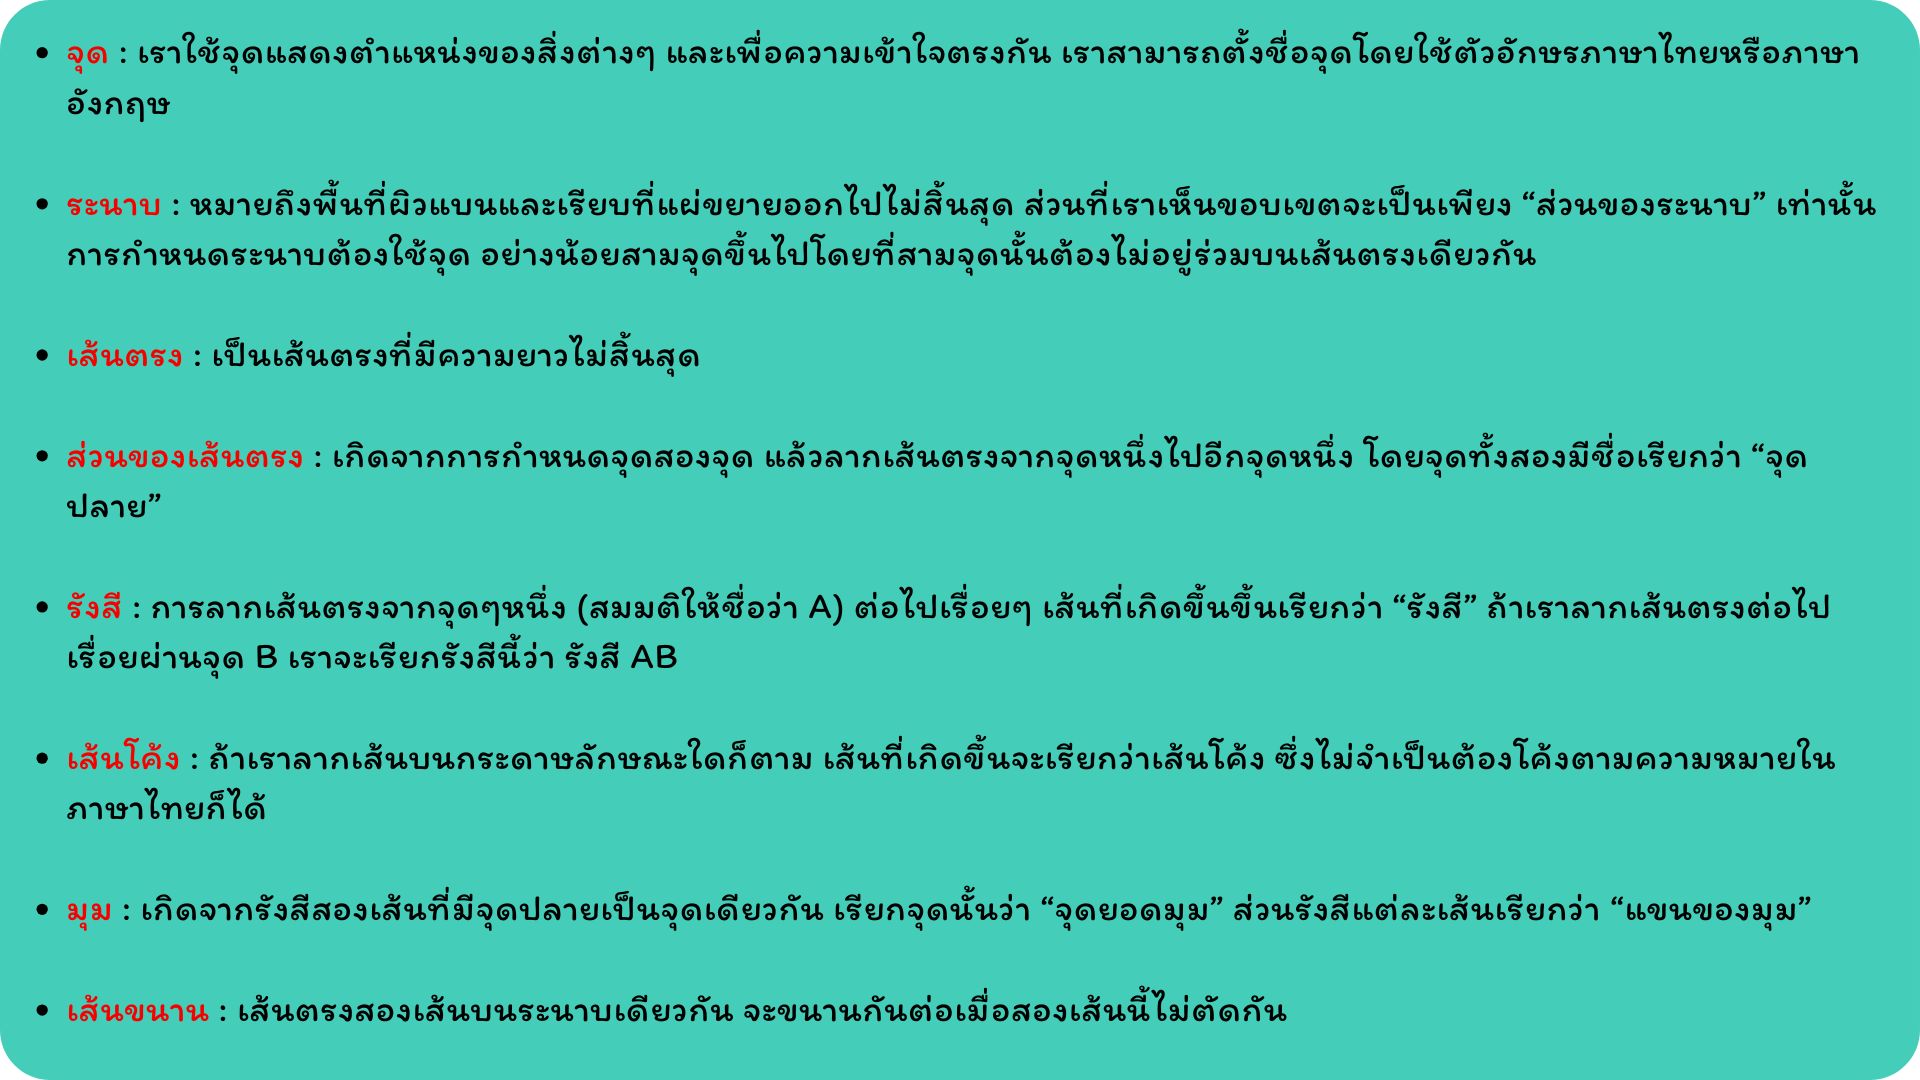 • จุด : เราใช้จุดแสดงตำแหน่งของสิ่งต่างๆ และเพื่อความเข้าใจตรงกัน เราสามารถตั้งชื่อจุดโดยใช้ตัวอักษรภาษาไทยหรือภาษา
อังกฤษ
• ระนาบ : หมายถึงพื้นที่ผิวแบนและเรียบที่แผ่ขยายออกไปไม่สิ้นสุด ส่วนที่เราเห็นขอบเขตจะเป็นเพียง “ส่วนของระนาบ” เท่านั้น
การกำหนดระนาบต้องใช้จุด อย่างน้อยสามจุดขึ้นไปโดยที่สามจุดนั้นต้องไม่อยู่ร่วมบนเส้นตรงเดียวกัน
• เส้นตรง : เป็นเส้นตรงที่มีความยาวไม่สิ้นสุด
• ส่วนของเส้นตรง : เกิดจากการกำหนดจุดสองจุด แล้วลากเส้นตรงจากจุดหนึ่งไปอีกจุดหนึ่ง โดยจุดทั้งสองมีชื่อเรียกว่า “จุด
ปลาย”
• รังสี : การลากเส้นตรงจากจุดๆหนึ่ง (สมมติให้ชื่อว่า A) ต่อไปเรื่อยๆ เส้นที่เกิดขึ้นขึ้นเรียกว่า “รังสี” ถ้าเราลากเส้นตรงต่อไป
เรื่อยผ่านจุด B เราจะเรียกรังสีนี้ว่า รังสี AB
• เส้นโค้ง : ถ้าเราลากเส้นบนกระดาษลักษณะใดก็ตาม เส้นที่เกิดขึ้นจะเรียกว่าเส้นโค้ง ซึ่งไม่จำเป็นต้องโค้งตามความหมายใน
ภาษาไทยก็ได้
• มุม : เกิดจากรังสีสองเส้นที่มีจุดปลายเป็นจุดเดียวกัน เรียกจุดนั้นว่า “จุดยอดมุม” ส่วนรังสีแต่ละเส้นเรียกว่า “แขนของมุม”
• เส้นขนาน : เส้นตรงสองเส้นบนระนาบเดียวกัน จะขนานกันต่อเมื่อสองเส้นนี้ไม่ตัดกัน